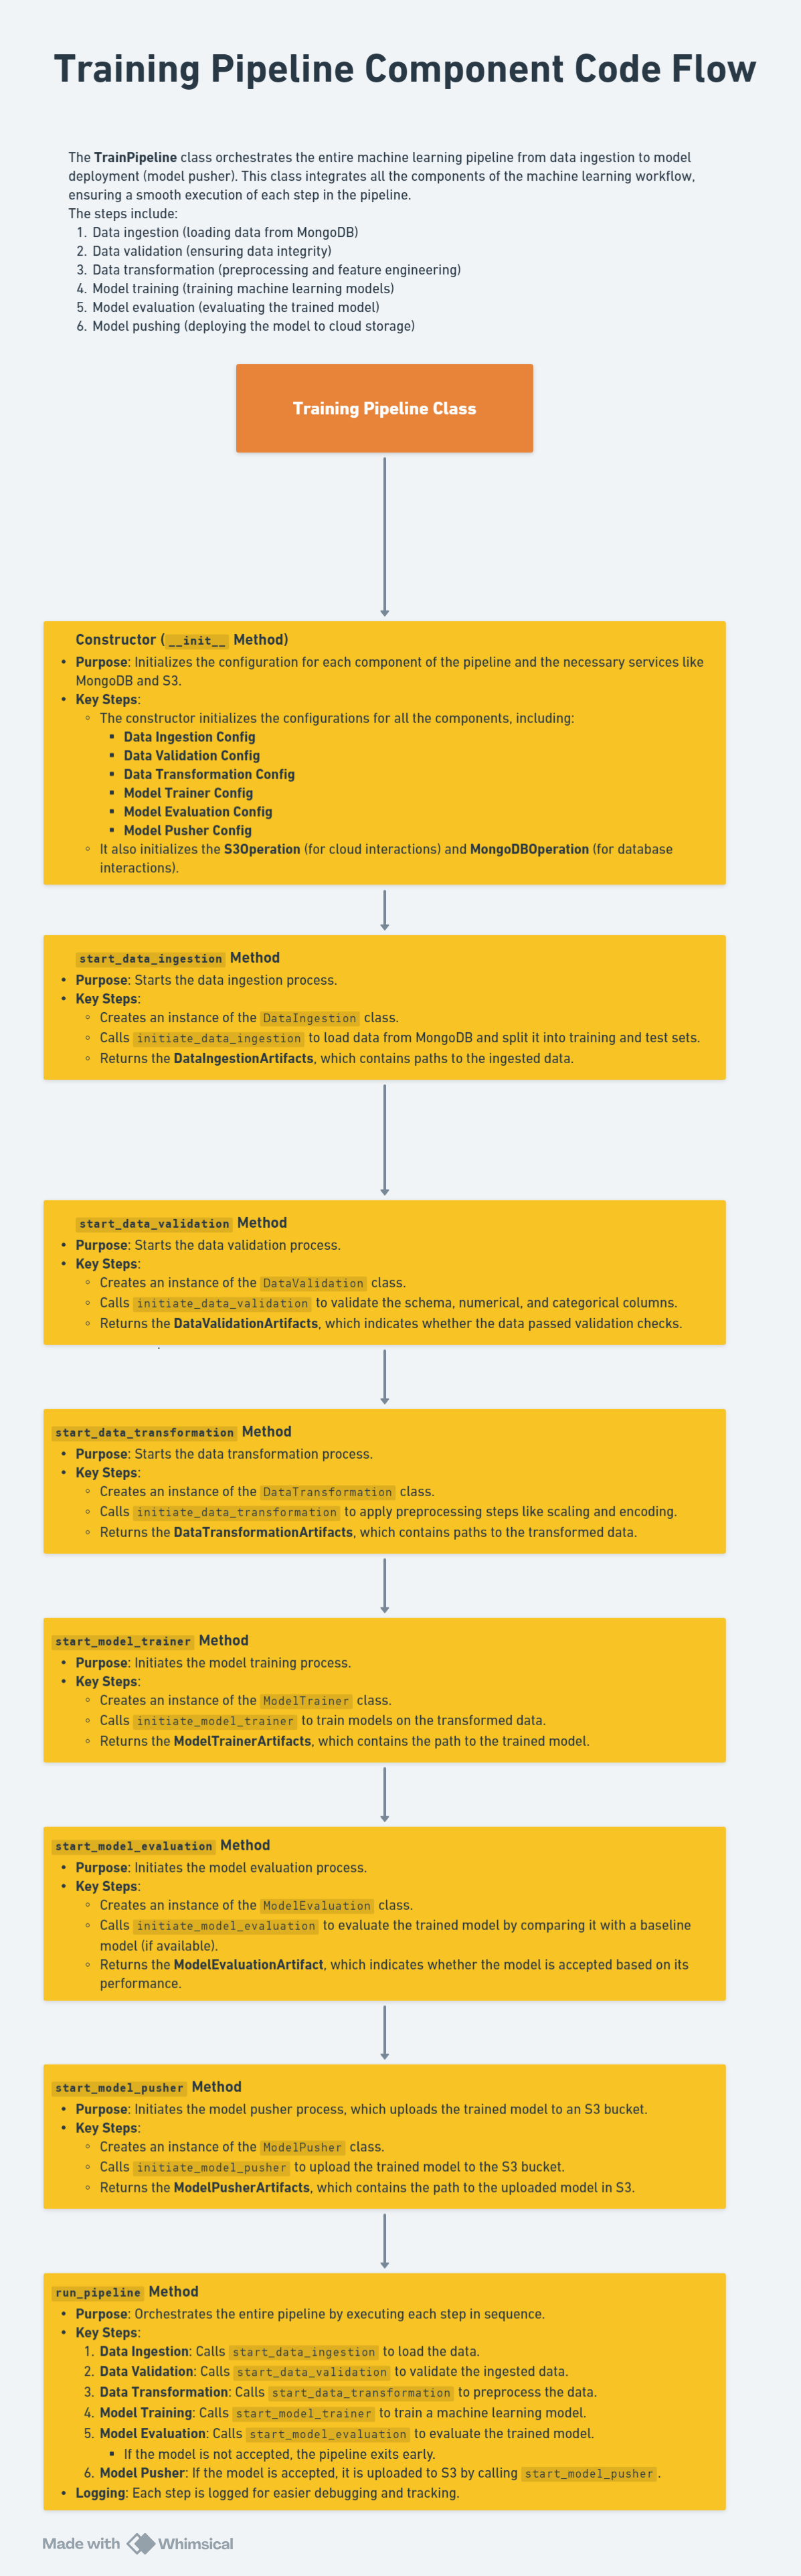 Training Pipeline Component Code Flow
The TrainPipeline class orchestrates the entire machine learning pipeline from data ingestion to model
deployment (model pusher). This class integrates all the components of the machine learning workflow,
ensuring a smooth execution of each step in the pipeline.
The steps include:
1. Data ingestion (loading data from MongoDB)
2. Data validation (ensuring data integrity)
3. Data transformation (preprocessing and feature engineering)
4. Model training (training machine learning models)
5. Model evaluation (evaluating the trained model)
6. Model pushing (deploying the model to cloud storage)
Training Pipeline Class
Constructor (__init__ Method)
• Purpose: Initializes the configuration for each component of the pipeline and the necessary services like
MongoDB and S3.
• Key Steps:
◦ The constructor initializes the configurations for all the components, including:
▪ Data Ingestion Config
▪ Data Validation Config
▪ Data Transformation Config
▪ Model Trainer Config
▪ Model Evaluation Config
▪ Model Pusher Config
◦ It also initializes the S3Operation (for cloud interactions) and MongoDBOperation (for database
interactions).
start_data_ingestion Method
• Purpose: Starts the data ingestion process.
• Key Steps:
◦ Creates an instance of the DataIngestion class.
◦ Calls initiate_data_ingestion to load data from MongoDB and split it into training and test sets.
◦ Returns the DataIngestionArtifacts, which contains paths to the ingested data.
start_data_validation Method
• Purpose: Starts the data validation process.
• Key Steps:
◦ Creates an instance of the DataValidation class.
◦ Calls initiate_data_validation to validate the schema, numerical, and categorical columns.
◦ Returns the DataValidationArtifacts, which indicates whether the data passed validation checks.
start_data_transformation Method
• Purpose: Starts the data transformation process.
• Key Steps:
◦ Creates an instance of the DataTransformation class.
◦ Calls initiate_data_transformation to apply preprocessing steps like scaling and encoding.
◦ Returns the DataTransformationArtifacts, which contains paths to the transformed data.
start_model_trainer Method
• Purpose: Initiates the model training process.
• Key Steps:
◦ Creates an instance of the ModelTrainer class.
◦ Calls initiate_model_trainer to train models on the transformed data.
◦ Returns the ModelTrainerArtifacts, which contains the path to the trained model.
start_model_evaluation Method
• Purpose: Initiates the model evaluation process.
• Key Steps:
◦ Creates an instance of the ModelEvaluation class.
◦ Calls initiate_model_evaluation to evaluate the trained model by comparing it with a baseline
model (if available).
◦ Returns the ModelEvaluationArtifact, which indicates whether the model is accepted based on its
performance.
start_model_pusher Method
• Purpose: Initiates the model pusher process, which uploads the trained model to an S3 bucket.
• Key Steps:
◦ Creates an instance of the ModelPusher class.
◦ Calls initiate_model_pusher to upload the trained model to the S3 bucket.
◦ Returns the ModelPusherArtifacts, which contains the path to the uploaded model in S3.
run_pipeline Method
• Purpose: Orchestrates the entire pipeline by executing each step in sequence.
• Key Steps:
1. Data Ingestion: Calls start_data_ingestion to load the data.
2. Data Validation: Calls start_data_validation to validate the ingested data.
3. Data Transformation: Calls start_data_transformation to preprocess the data.
4. Model Training: Calls start_model_trainer to train a machine learning model.
5. Model Evaluation: Calls start_model_evaluation to evaluate the trained model.
▪ If the model is not accepted, the pipeline exits early.
6. Model Pusher: If the model is accepted, it is uploaded to S3 by calling start_model_pusher.
• Logging: Each step is logged for easier debugging and tracking.
Made with Whimsical